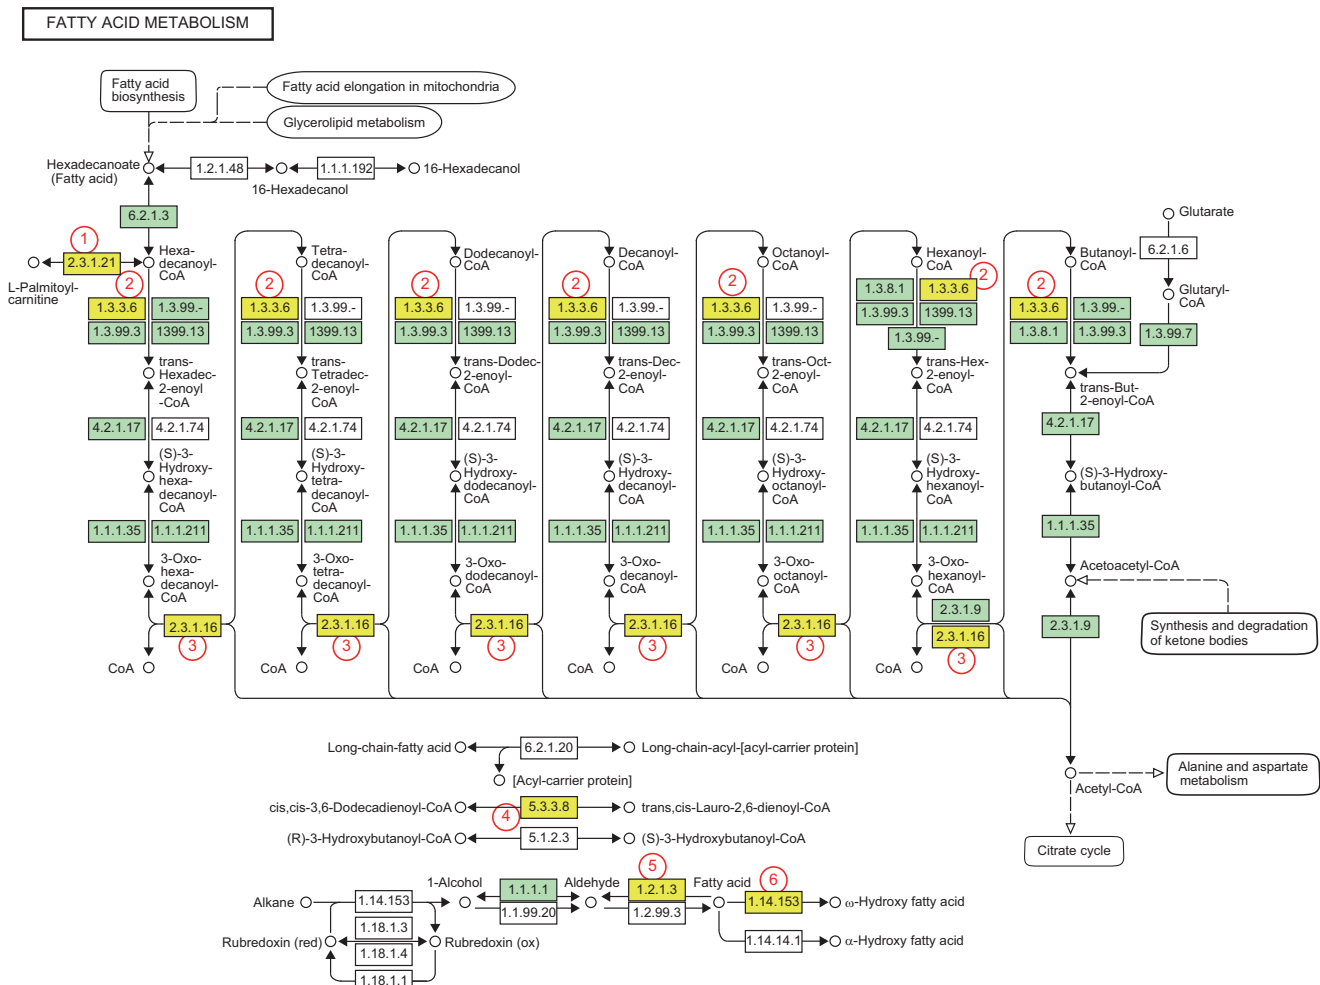 FATTY ACID METABOLISM
Fatty acid
biosynthesis
Fatty acid elongation in mitochondria
Glycerolipid metabolism
Hexadecanoate
(Fatty acid)
1.2.1.48
16-Hexadecanol
1.1.1.192
16-Hexadecanol
6.2.1.3
1
2.3.1.21
L-Palmitoyl-
carnitine
Hexa-
decanoyl-
CoA
2
1.3.3.6
1.3.99.-
1.3.99.3
1399.13
trans-
Hexadec-
2-enoyl
-CoA
4.2.1.17
4.2.1.74
(S)-3-
Hydroxy-
hexa-
decanoyl-
CoA
1.1.1.35
1.1.1.211
3-Oxo-
hexa-
decanoyl-
CoA
2.3.1.16
3
CoA
Tetra-
decanoyl-
CoA
2
1.3.3.6
1.3.99.-
1.3.99.3
1399.13
trans-
Tetradec-
2-enoyl-
CoA
4.2.1.17
4.2.1.74
(S)-3-
Hydroxy-
tetra-
decanoyl-
CoA
1.1.1.35
1.1.1.211
3-Oxo-
tetra-
decanoyl-
CoA
2.3.1.16
3
CoA
Dodecanoyl-
CoA
2
1.3.3.6
1.3.99.-
1.3.99.3
1399.13
trans-Dodec-
2-enoyl-
CoA
4.2.1.17
4.2.1.74
(S)-3-
Hydroxy-
dodecanoyl-
CoA
1.1.1.35
1.1.1.211
3-Oxo-
dodecanoyl-
CoA
2.3.1.16
3
CoA
Decanoyl-
CoA
2
1.3.3.6
1.3.99.-
1.3.99.3
1399.13
trans-Dec-
2-enoyl-
CoA
4.2.1.17
4.2.1.74
(S)-3-
Hydroxy-
decanoyl-
CoA
1.1.1.35
1.1.1.211
3-Oxo-
decanoyl-
CoA
2.3.1.16
3
CoA
Octanoyl-
CoA
2
1.3.3.6
1.3.99.-
1.3.99.3
1399.13
trans-Oct-
2-enoyl-
CoA
4.2.1.17
4.2.1.74
(S)-3-
Hydroxy-
octanoyl-
CoA
1.1.1.35
1.1.1.211
3-Oxo-
octanoyl-
CoA
2.3.1.16
3
CoA
Hexanoyl-
CoA
2
1.3.8.1
1.3.3.6
1.3.99.3
1399.13
1.3.99.-
trans-Hex-
2-enoyl-
CoA
4.2.1.17
4.2.1.74
(S)-3-
Hydroxy-
hexanoyl-
CoA
1.1.1.35
1.1.1.211
3-Oxo-
hexanoyl-
CoA
2.3.1.9
2.3.1.16
3
CoA
Butanoyl-
CoA
2
1.3.3.6
1.3.99.-
1.3.8.1
1.3.99.3
trans-But-
2-enoyl-CoA
4.2.1.17
(S)-3-Hydroxy-
butanoyl-CoA
1.1.1.35
Acetoacetyl-CoA
2.3.1.9
Glutarate
6.2.1.6
Glutaryl-
CoA
1.3.99.7
Synthesis and degradation
of ketone bodies
Acetyl-CoA
Alanine and aspartate
metabolism
Citrate cycle
Long-chain-fatty acid
6.2.1.20
Long-chain-acyl-[acyl-carrier protein]
[Acyl-carrier protein]
cis,cis-3,6-Dodecadienoyl-CoA
4
5.3.3.8
trans,cis-Lauro-2,6-dienoyl-CoA
(R)-3-Hydroxybutanoyl-CoA
5.1.2.3
(S)-3-Hydroxybutanoyl-CoA
Alkane
1.14.153
1-Alcohol
1.1.1.1
1.1.99.20
Aldehyde
5
1.2.1.3
1.2.99.3
Fatty acid
6
1.14.153
ω-Hydroxy fatty acid
1.14.14.1
α-Hydroxy fatty acid
Rubredoxin (red)
1.18.1.3
1.18.1.4
1.18.1.1
Rubredoxin (ox)